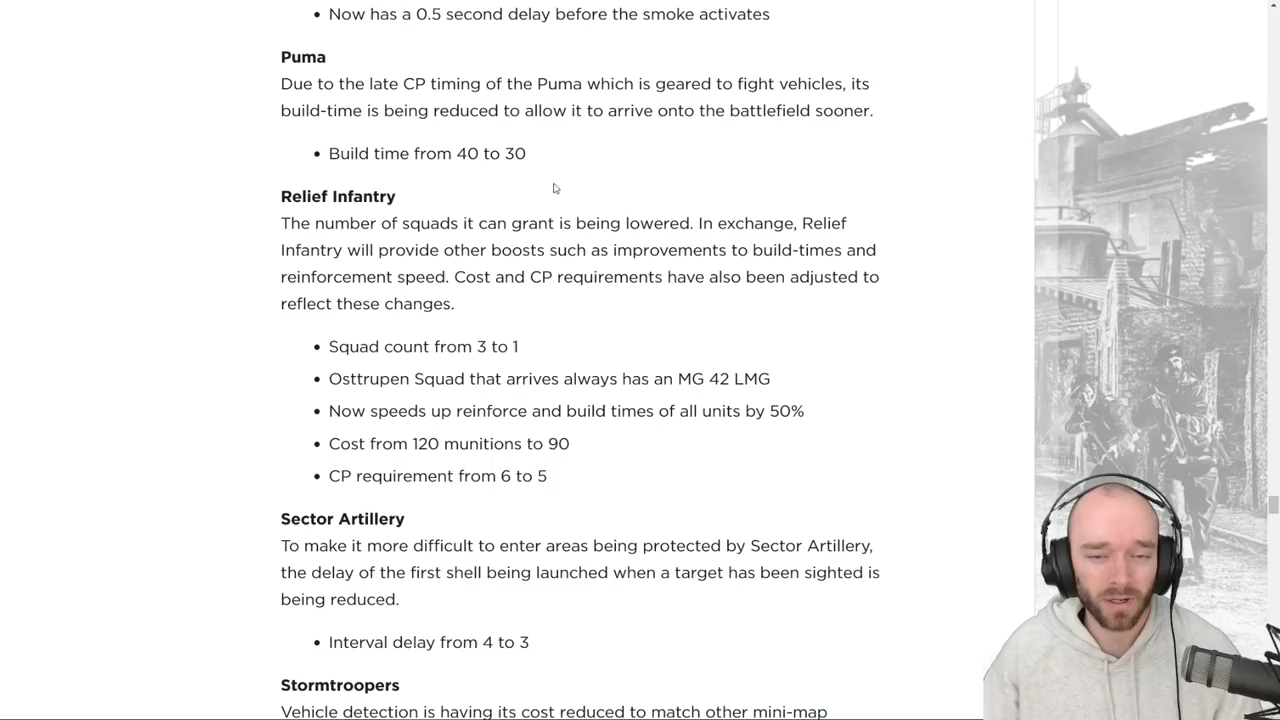 Now has a 0.5 second delay before the smoke activates
Puma
Due to the late CP timing of the Puma which is geared to fight vehicles, its
build-time is being reduced to allow it to arrive onto the battlefield sooner.
Build time from 40 to 30
Relief Infantry
The number of squads it can grant is being lowered. In exchange, Relief
Infantry will provide other boosts such as improvements to build-times and
reinforcement speed. Cost and CP requirements have also been adjusted to
reflect these changes.
Squad count from 3 to 1
Osttrupen Squad that arrives always has an MG 42 LMG
Now speeds up reinforce and build times of all units by 50%
Cost from 120 munitions to 90
CP requirement from 6 to 5
Sector Artillery
To make it more difficult to enter areas being protected by Sector Artillery,
the delay of the first shell being launched when a target has been sighted is
being reduced.
Interval delay from 4 to 3
Stormtroopers
Vehicle detection is having its cost reduced to match other mini-map